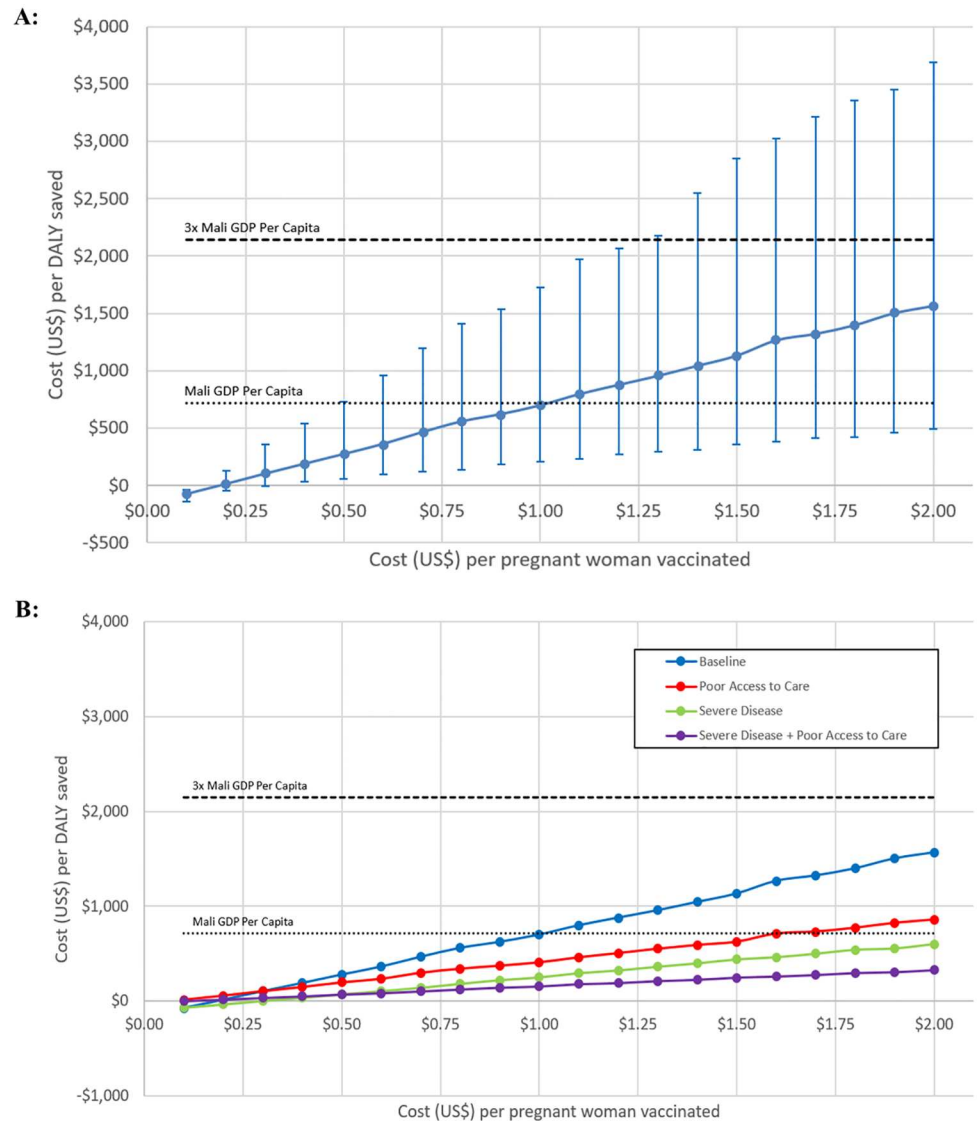 A:
$4,000
$3,500
$3,000
$2,500
3x Mali GDP Per Capita
$2,000
$1,500
$1,000
Mali GDP Per Capita
$500
$0
$0.00 $0.25 $0.50 $0.75 $1.00 $1.25 $1.50 $1.75 $2.00
-$500
Cost (US$) per DALY saved
Cost (US$) per pregnant woman vaccinated
B:
$4,000
Baseline
Poor Access to Care
Severe Disease
Severe Disease + Poor Access to Care
$3,000
3x Mali GDP Per Capita
$2,000
$1,000
Mali GDP Per Capita
$0
$0.00 $0.25 $0.50 $0.75 $1.00 $1.25 $1.50 $1.75 $2.00
-$1,000
Cost (US$) per DALY saved
Cost (US$) per pregnant woman vaccinated